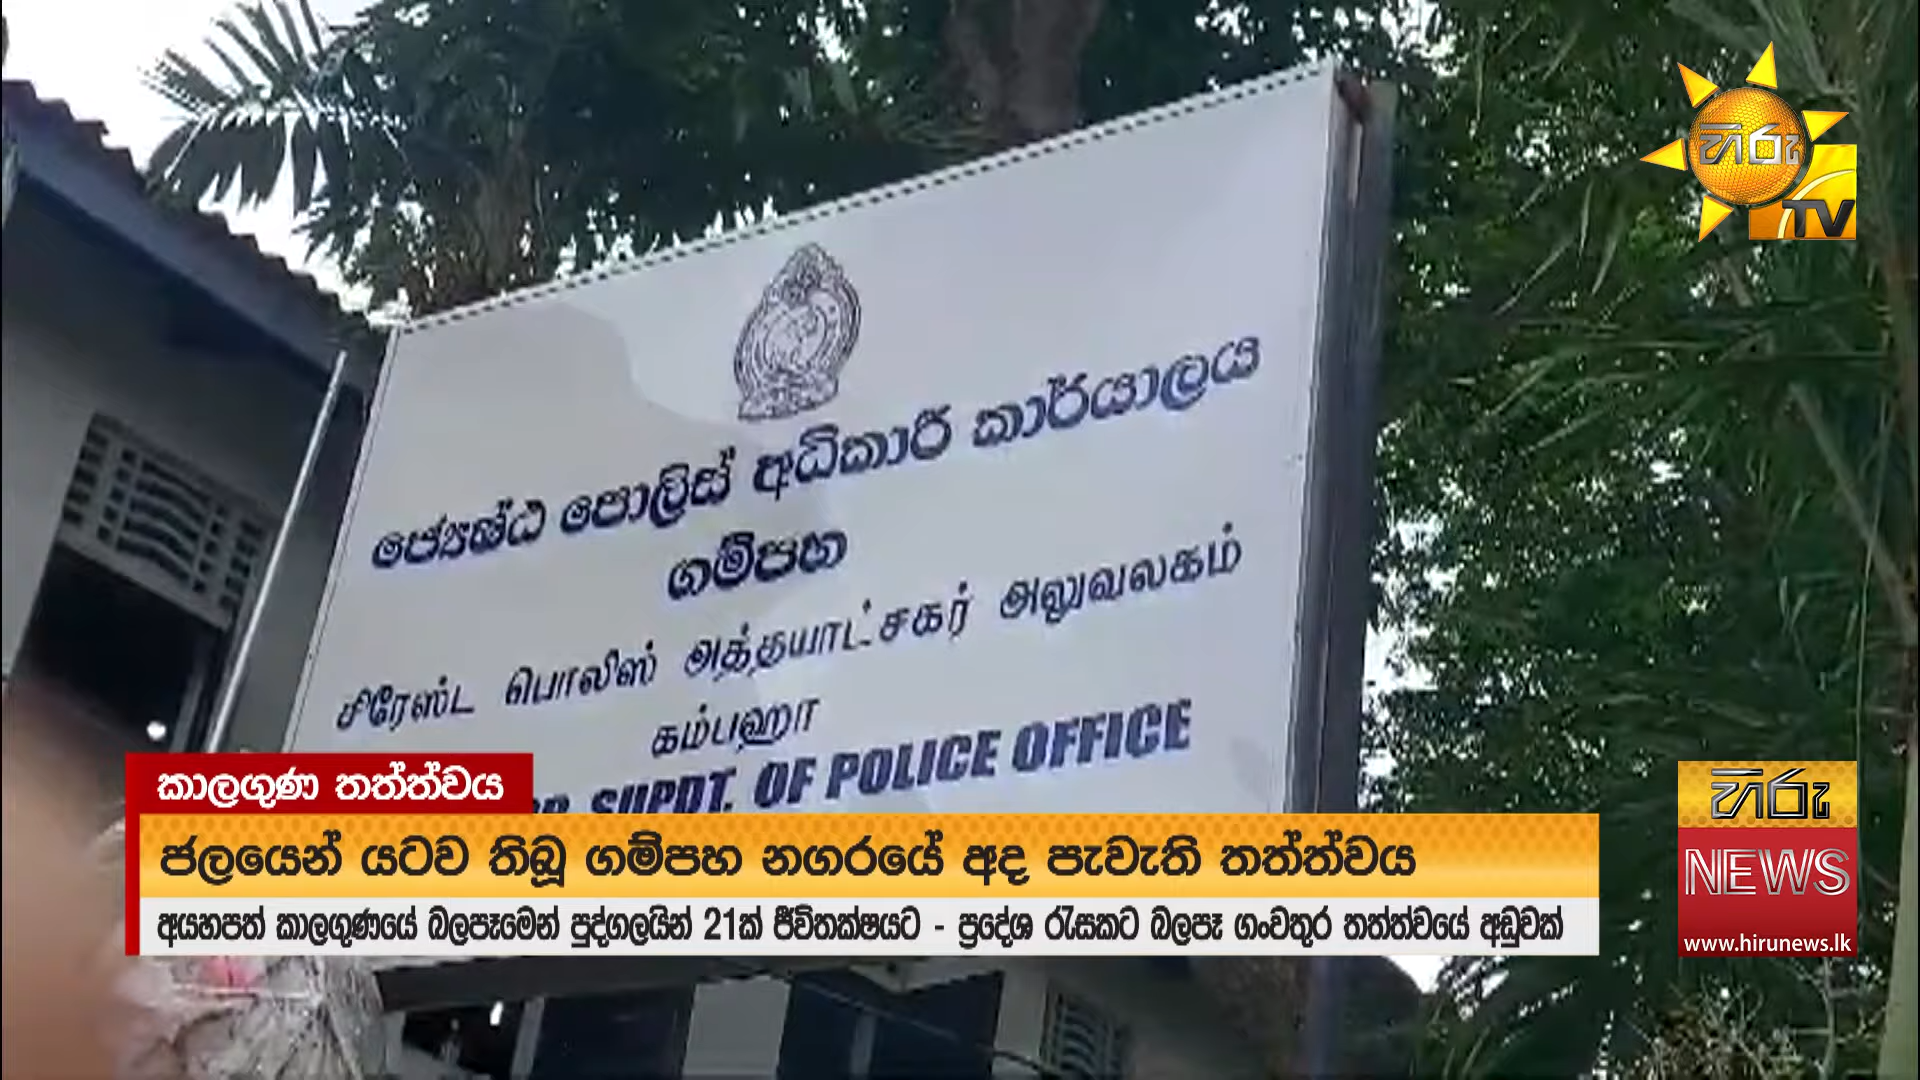 හිරු
TV
ජ්‍යෙෂ්ඨ පොලිස් අධිකාරි කාර්යාලය
ගම්පහ
சிரேஸ்ட பொலிஸ் அத்தயாட்சகர் அலுவலகம்
கம்பஹா
SUPDT. OF POLICE OFFICE
කාලගුණ තත්ත්වය
ජලයෙන් යටව තිබූ ගම්පහ නගරයේ අද පැවැති තත්ත්වය
අයහපත් කාලගුණයේ බලපෑමෙන් පුද්ගලයින් 21ක් ජීවිතක්ෂයට - ප්‍රදේශ රැසකට බලපෑ ගංවතුර තත්ත්වයේ අඩුවක්
හිරු
NEWS
www.hirunews.lk